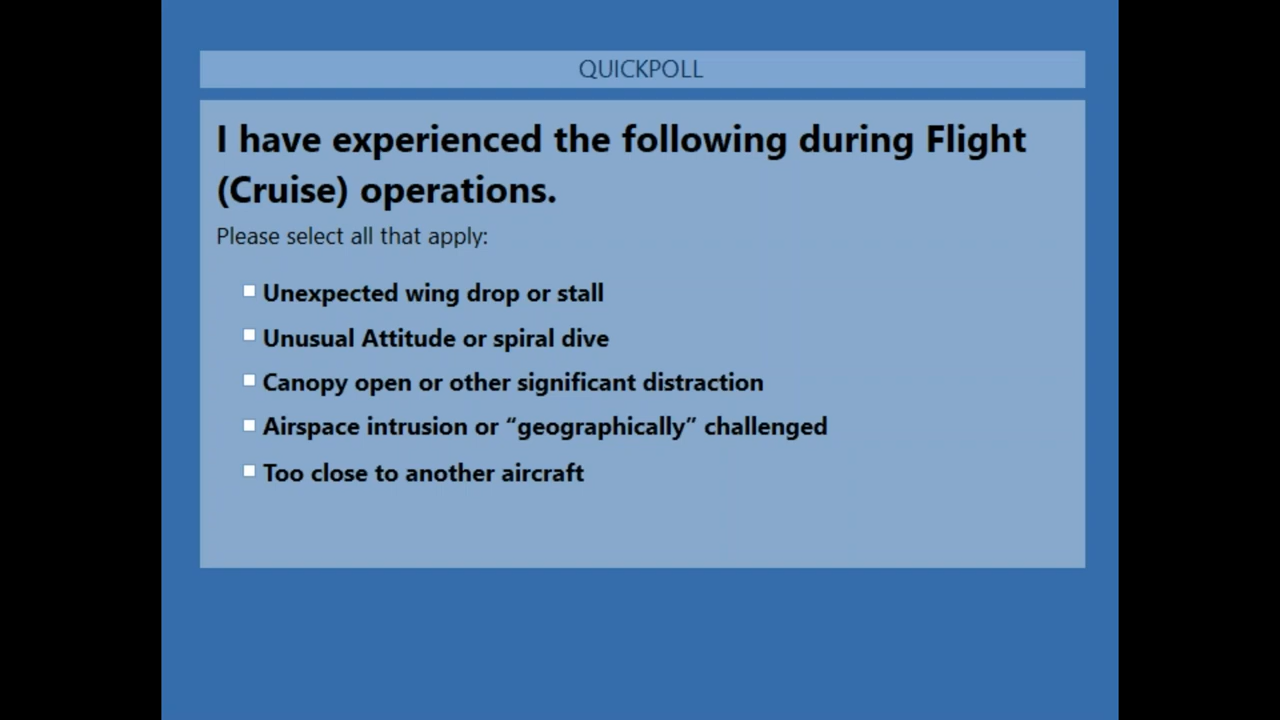 QUICKPOLL
I have experienced the following during Flight
(Cruise) operations.
Please select all that apply:
Unexpected wing drop or stall
Unusual Attitude or spiral dive
Canopy open or other significant distraction
Airspace intrusion or “geographically” challenged
Too close to another aircraft